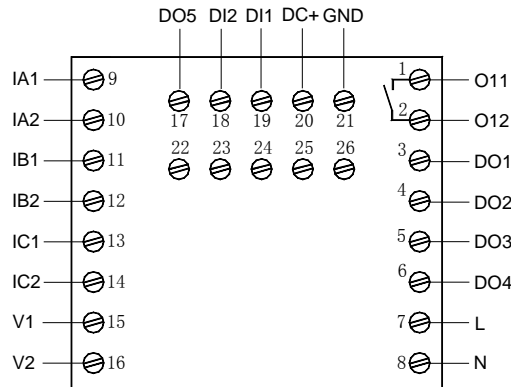 DO5 DI2 DI1 DC+ GND
IA1 9 1 O11
17 18 19 20 21
IA2 10 2 O12
22 23 24 25 26
IB1 11 3 DO1
IB2 12 4 DO2
IC1 13 5 DO3
IC2 14 6 DO4
V1 15 7 L
V2 16 8 N